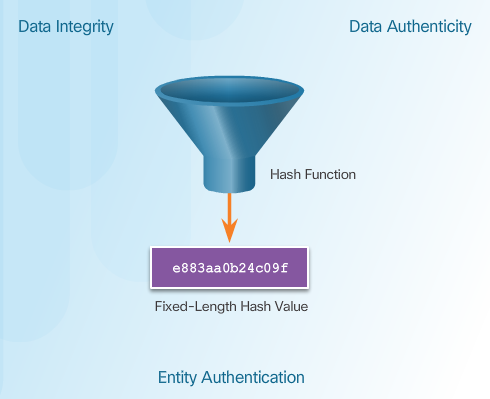 Data Integrity
Data Authenticity
Hash Function
e883aa0b24c09f
Fixed-Length Hash Value
Entity Authentication